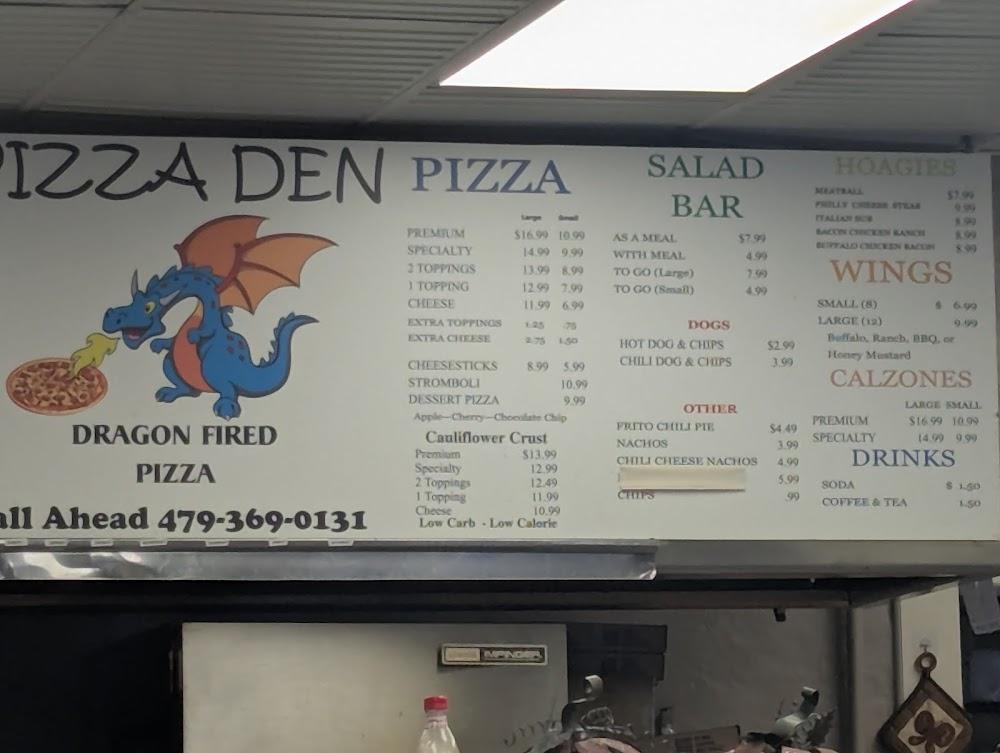 PIZZA DEN
DRAGON FIRED
PIZZA
all Ahead 479-369-0131
PIZZA
Large Small
PREMIUM $16.99 10.99
SPECIALTY 14.99 9.99
2 TOPPINGS 13.99 8.99
1 TOPPING 12.99 7.99
CHEESE 11.99 6.99
EXTRA TOPPINGS 1.25 .75
EXTRA CHEESE 2.75 1.50
CHEESESTICKS 8.99 5.99
STROMBOLI 10.99
DESSERT PIZZA 9.99
Apple—Cherry—Chocolate Chip
Cauliflower Crust
Premium $13.99
Specialty 12.99
2 Toppings 12.49
1 Topping 11.99
Cheese 10.99
Low Carb - Low Calorie
SALAD
BAR
AS A MEAL $7.99
WITH MEAL 4.99
TO GO (Large) 7.99
TO GO (Small) 4.99
DOGS
HOT DOG & CHIPS $2.99
CHILI DOG & CHIPS 3.99
OTHER
FRITO CHILI PIE $4.49
NACHOS 3.99
CHILI CHEESE NACHOS 4.99
5.99
CHIPS .99
HOAGIES
MEATBALL $7.99
PHILLY CHEESE STEAK 9.99
ITALIAN SUB 8.99
BACON CHICKEN RANCH 8.99
BUFFALO CHICKEN BACON 8.99
WINGS
SMALL (8) $ 6.99
LARGE (12) 9.99
Buffalo, Ranch, BBQ, or
Honey Mustard
CALZONES
LARGE SMALL
PREMIUM $16.99 10.99
SPECIALTY 14.99 9.99
DRINKS
SODA $ 1.50
COFFEE & TEA 1.50
IMPINGER